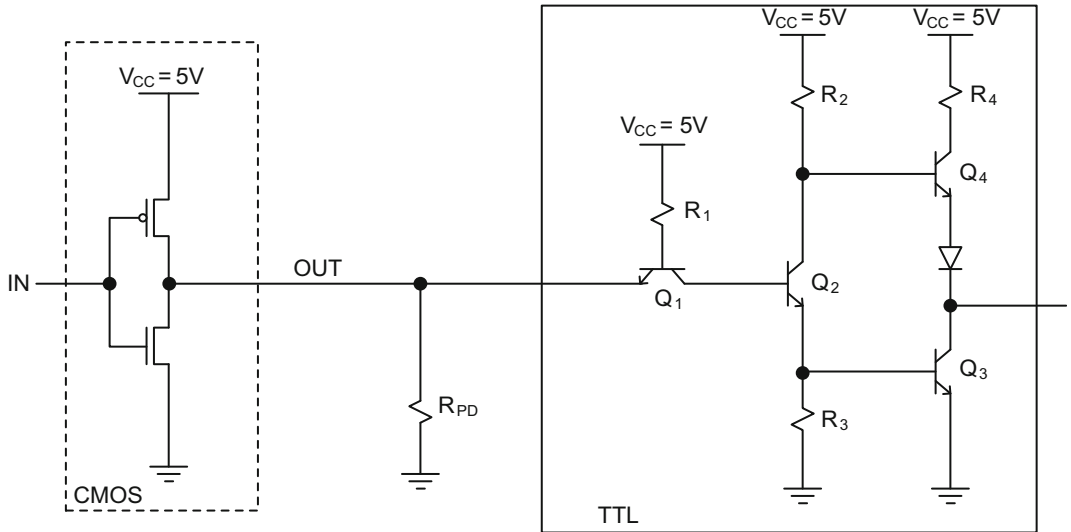 V_CC = 5V
V_CC = 5V
V_CC = 5V
R_2
R_4
V_CC = 5V
Q_4
R_1
OUT
IN
Q_1
Q_2
Q_3
R_PD
R_3
CMOS
TTL